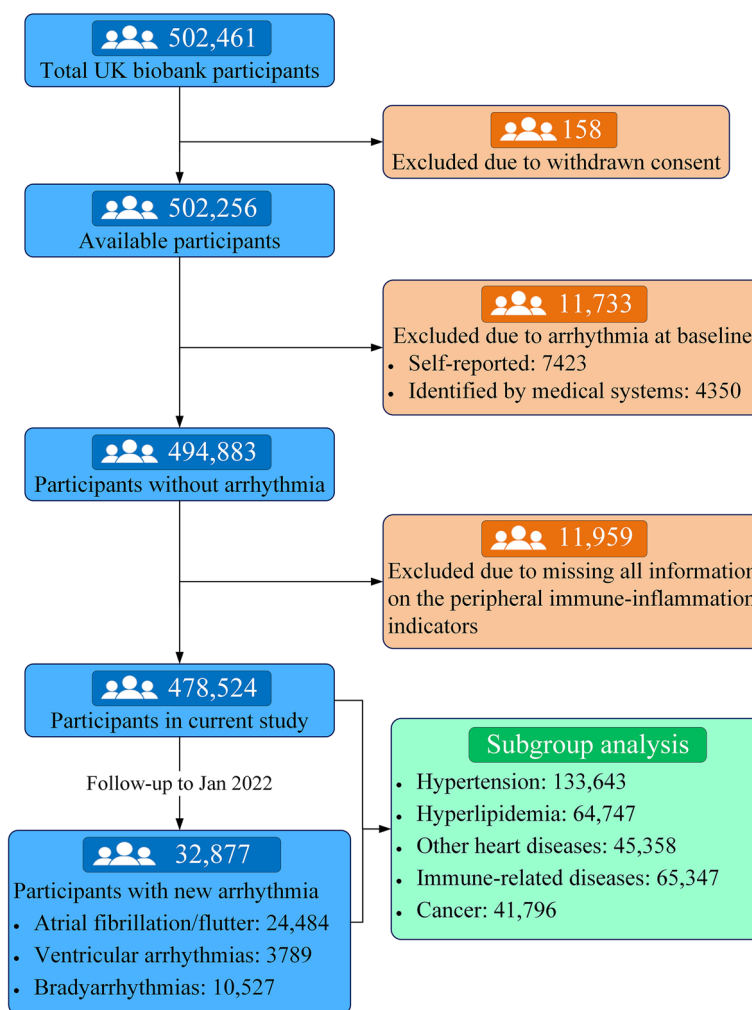 502,461
Total UK biobank participants
158
Excluded due to withdrawn consent
502,256
Available participants
11,733
Excluded due to arrhythmia at baseline
• Self-reported: 7423
• Identified by medical systems: 4350
494,883
Participants without arrhythmia
11,959
Excluded due to missing all information
on the peripheral immune-inflammation
indicators
478,524
Participants in current study
Follow-up to Jan 2022
Subgroup analysis
• Hypertension: 133,643
• Hyperlipidemia: 64,747
• Other heart diseases: 45,358
• Immune-related diseases: 65,347
• Cancer: 41,796
32,877
Participants with new arrhythmia
• Atrial fibrillation/flutter: 24,484
• Ventricular arrhythmias: 3789
• Bradyarrhythmias: 10,527